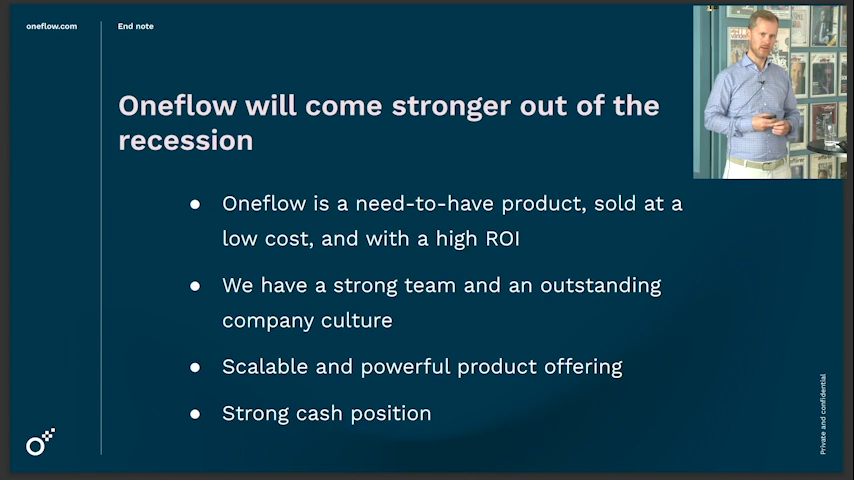 oneflow.com
End note
Oneflow will come stronger out of the
recession
● Oneflow is a need-to-have product, sold at a
low cost, and with a high ROI
● We have a strong team and an outstanding
company culture
● Scalable and powerful product offering
● Strong cash position
Private and confidential